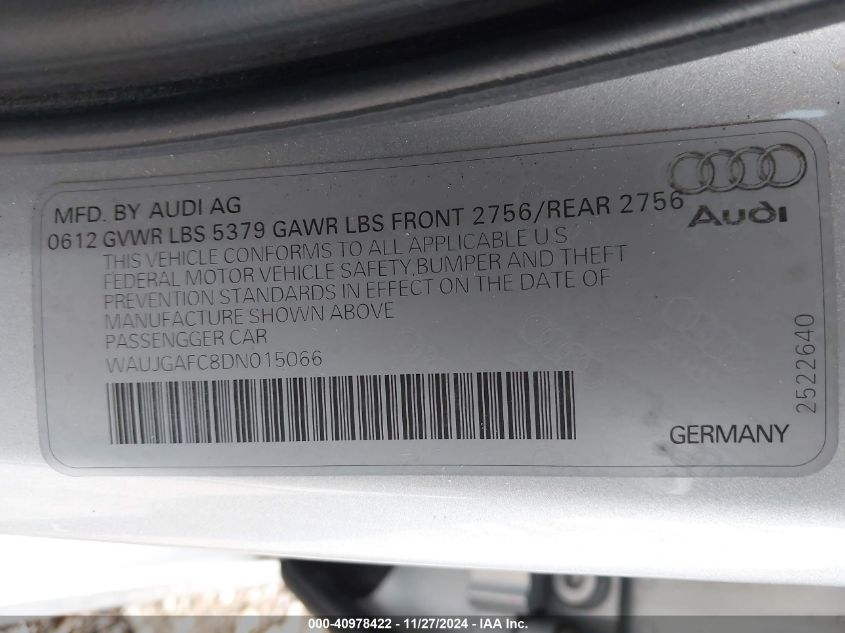 MFD. BY AUDI AG
0612 GVWR LBS 5379 GAWR LBS FRONT 2756/REAR 2756
THIS VEHICLE CONFORMS TO ALL APPLICABLE U.S
FEDERAL MOTOR VEHICLE SAFETY,BUMPER AND THEFT
PREVENTION STANDARDS IN EFFECT ON THE DATE OF
MANUFACTURE SHOWN ABOVE
PASSENGGER CAR
WAUJGAFC8DN015066
Audi
2522640
GERMANY
000-40978422 - 11/27/2024 - IAA Inc.